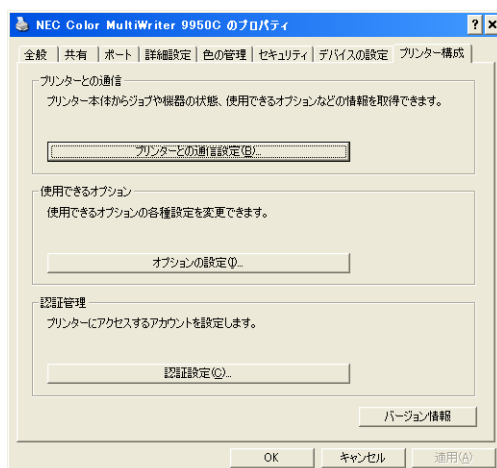 NEC Color MultiWriter 9950C のプロパティ
全般 共有 ポート 詳細設定 色の管理 セキュリティ デバイスの設定 プリンター構成
プリンターとの通信
プリンター本体からジョブや機器の状態、使用できるオプションなどの情報を取得できます。
プリンターとの通信設定(B)...
使用できるオプション
使用できるオプションの各種設定を変更できます。
オプションの設定(I)...
認証管理
プリンターにアクセスするアカウントを設定します。
認証設定(C)...
バージョン情報
OK キャンセル 適用(A)